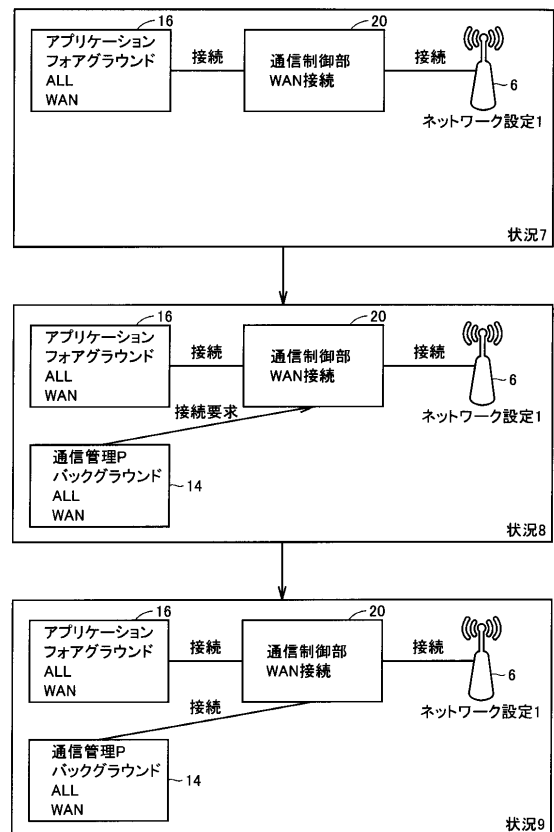 16
アプリケーション
フォアグラウンド
ALL
WAN
接続
20
通信制御部
WAN接続
接続
6
ネットワーク設定1
状況7
16
アプリケーション
フォアグラウンド
ALL
WAN
接続
20
通信制御部
WAN接続
接続
6
ネットワーク設定1
接続要求
通信管理P
バックグラウンド
ALL
WAN
14
状況8
16
アプリケーション
フォアグラウンド
ALL
WAN
接続
20
通信制御部
WAN接続
接続
6
ネットワーク設定1
接続
通信管理P
バックグラウンド
ALL
WAN
14
状況9